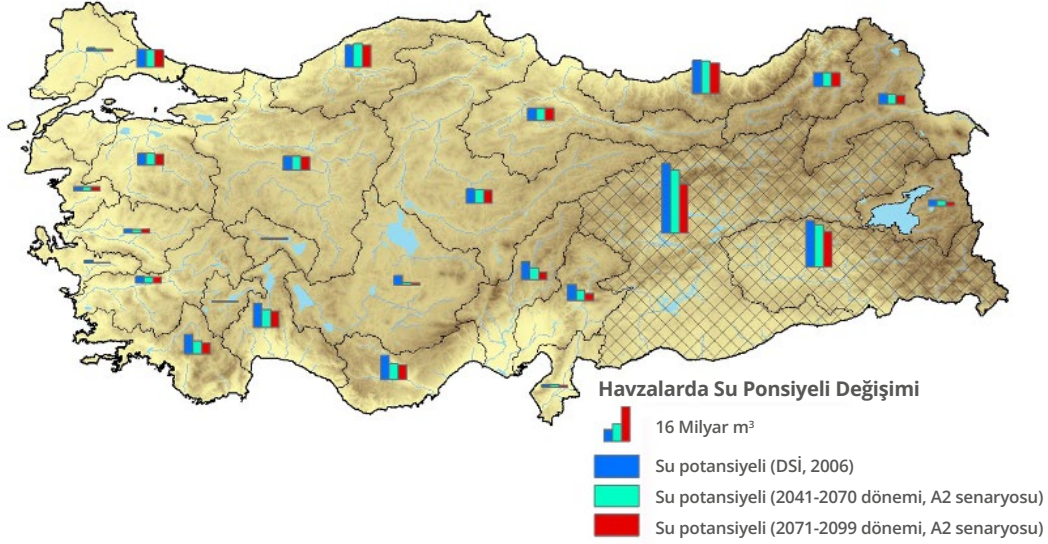 Havzalarda Su Ponsiyeli Değişimi
16 Milyar m³
Su potansiyeli (DSİ, 2006)
Su potansiyeli (2041-2070 dönemi, A2 senaryosu)
Su potansiyeli (2071-2099 dönemi, A2 senaryosu)